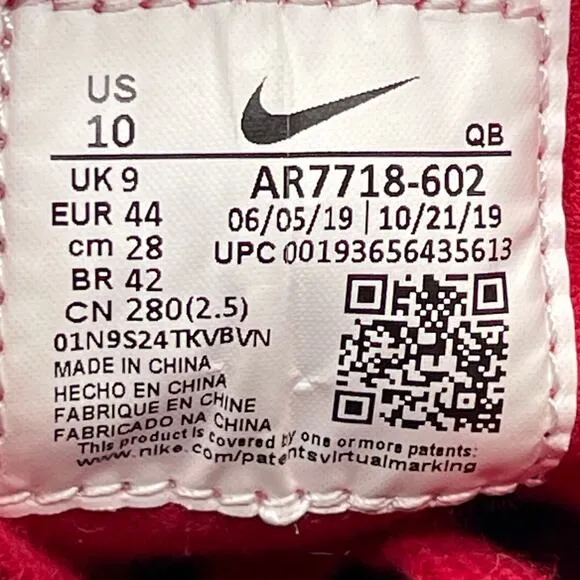 US
10
QB
UK 9
AR7718-602
EUR 44
06/05/19 | 10/21/19
cm 28
UPC 00193656435613
BR 42
CN 280(2.5)
01N9S24TKVBVN
MADE IN CHINA
HECHO EN CHINA
FABRIQUE EN CHINE
FABRICADO NA CHINA
This product is covered by one or more patents:
www.nike.com/patentsvirtualmarking